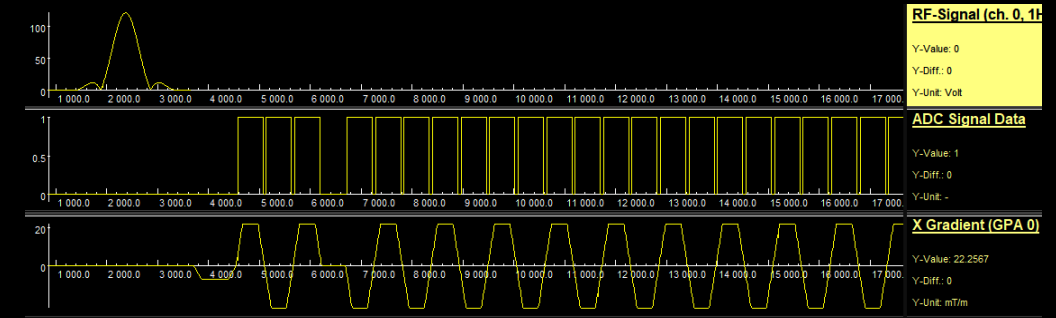 RF-Signal (ch. 0, 1H
100
Y-Value: 0
50
Y-Diff.: 0
0
Y-Unit: Volt
1 000.0 2 000.0 3 000.0 4 000.0 5 000.0 6 000.0 7 000.0 8 000.0 9 000.0 10 000.0 11 000.0 12 000.0 13 000.0 14 000.0 15 000.0 16 000.0 17 000.
ADC Signal Data
1
Y-Value: 1
0.5
Y-Diff.: 0
0
Y-Unit: -
1 000.0 2 000.0 3 000.0 4 000.0 5 000.0 6 000.0 7 000.0 8 000.0 9 000.0 10 000.0 11 000.0 12 000.0 13 000.0 14 000.0 15 000.0 16 000.0 17 000.
X Gradient (GPA 0)
20
Y-Value: 22.2567
0
1 000.0 2 000.0 3 000.0 4 000.0 5 000.0 6 000.0 7 000.0 8 000.0 9 000.0 10 000.0 11 000.0 12 000.0 13 000.0 14 000.0 15 000.0 16 000.0 17 000.
Y-Diff.: 0
Y-Unit: mT/m